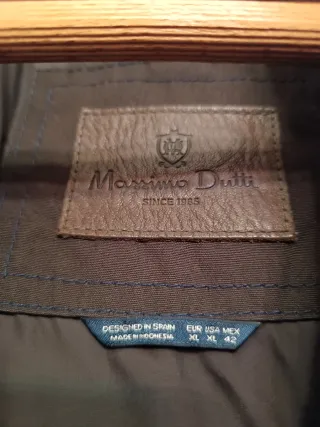 Massimo Dutti
SINCE 1985
DESIGNED IN SPAIN EUR USA MEX
MADE IN INDONESIA XL XL 42